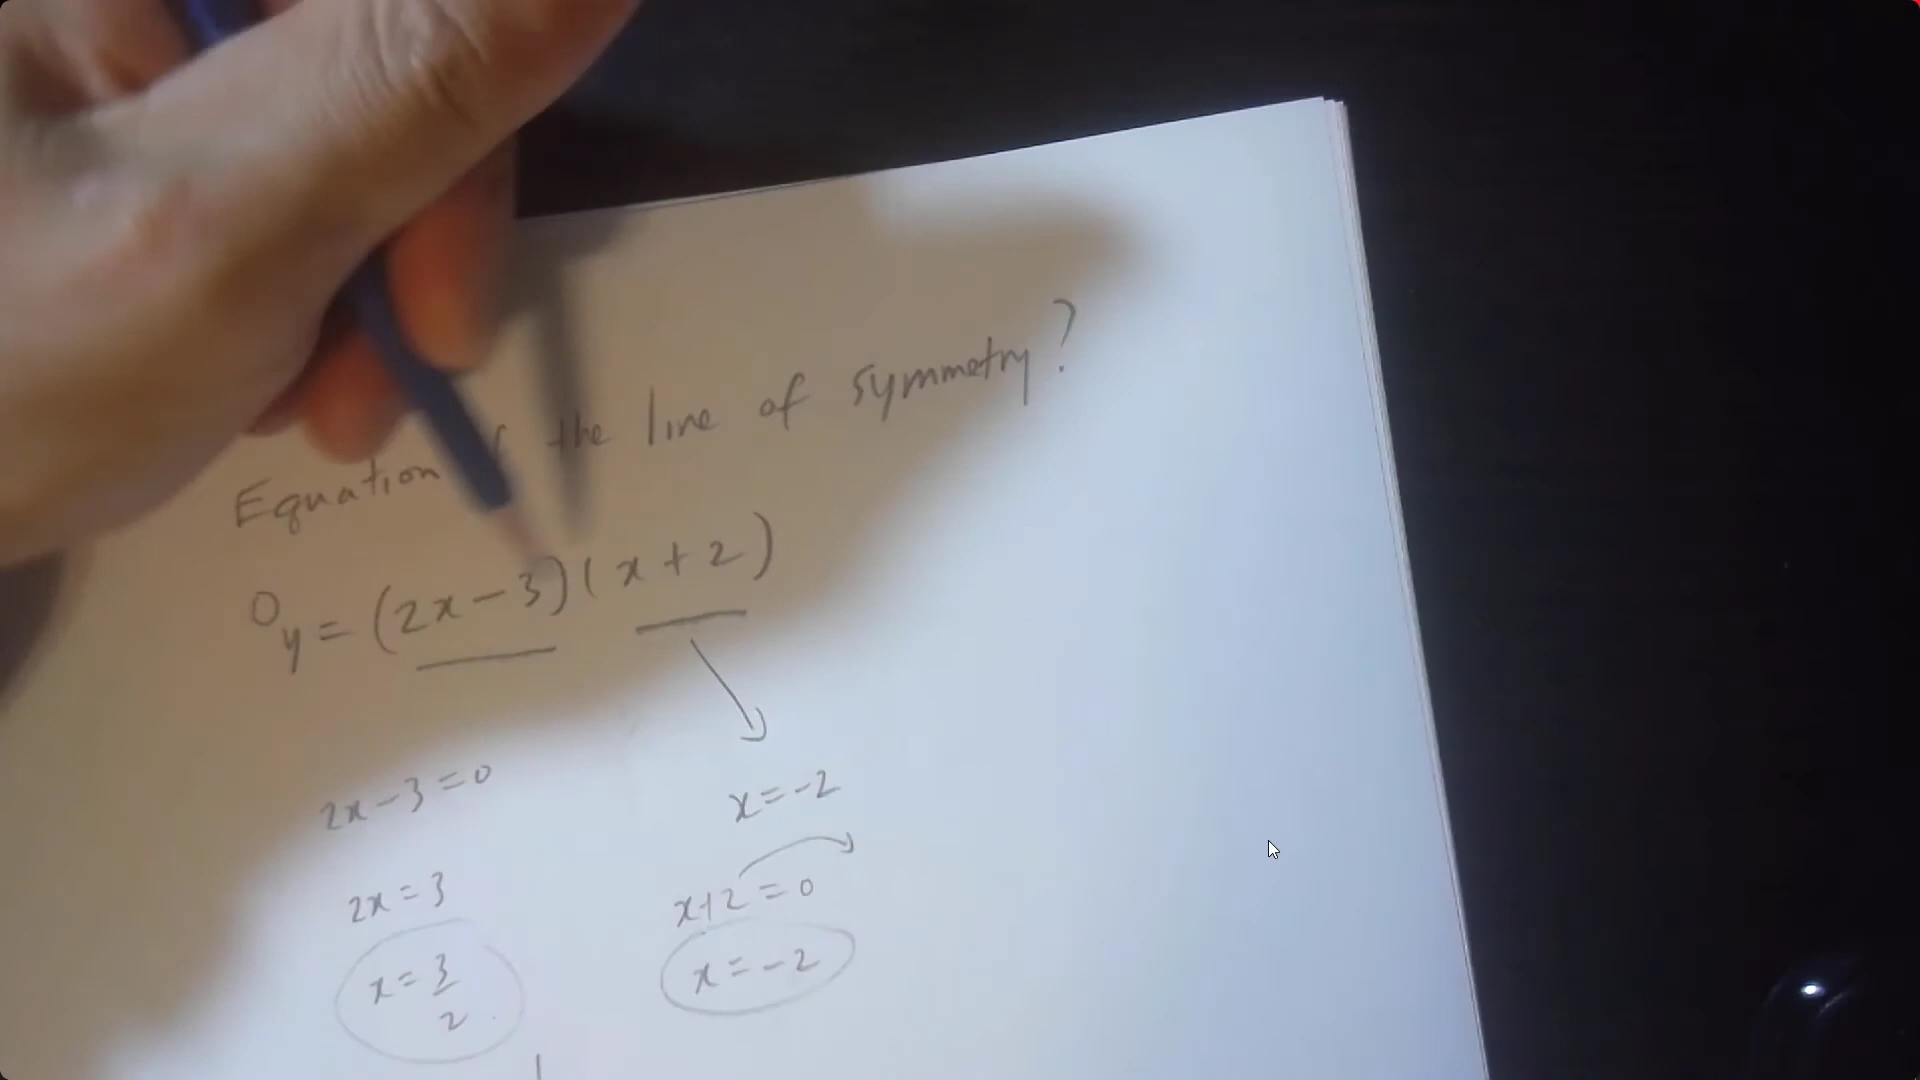 Equation the line of symmetry?
0
y = (2x-3)(x+2)
2x-3=0
x=-2
2x=3
x+2=0
x=3/2
x=-2